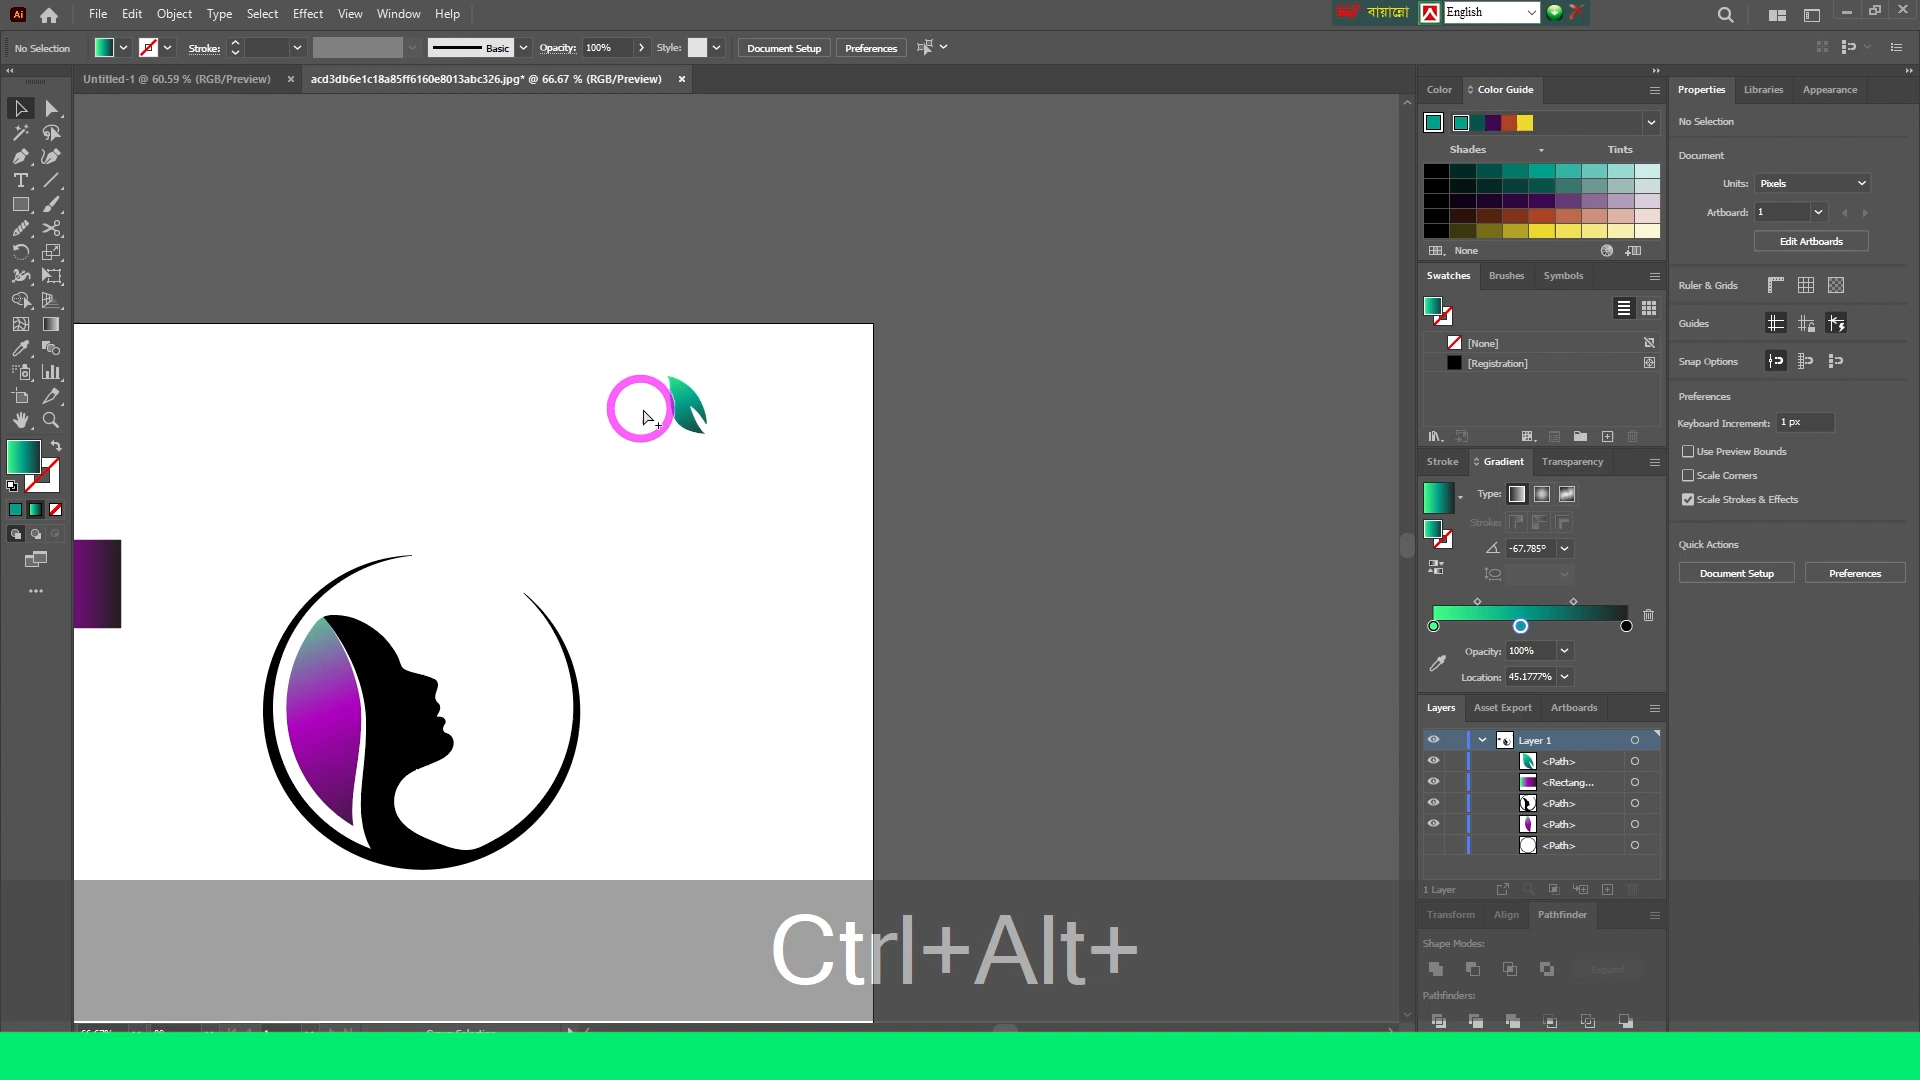 File Edit Object Type Select Effect View Window Help
বায়ান্নো English
No Selection Stroke: Basic Opacity: 100% Style: Document Setup Preferences
Untitled-1 @ 60.59 % (RGB/Preview)
acd3db6e1c18a85ff6160e8013abc326.jpg* @ 66.67 % (RGB/Preview)
Color Color Guide
Shades Tints
None
Swatches Brushes Symbols
[None]
[Registration]
Stroke Gradient Transparency
Type:
Stroke:
-67.785°
Opacity: 100%
Location: 45.1777%
Layers Asset Export Artboards
Layer 1
<Path>
<Rectang...
<Path>
<Path>
<Path>
1 Layer
Transform Align Pathfinder
Shape Modes:
Expand
Pathfinders:
Properties Libraries Appearance
No Selection
Document
Units: Pixels
Artboard: 1
Edit Artboards
Ruler & Grids
Guides
Snap Options
Preferences
Keyboard Increment: 1 px
Use Preview Bounds
Scale Corners
Scale Strokes & Effects
Quick Actions
Document Setup Preferences
Ctrl+Alt+